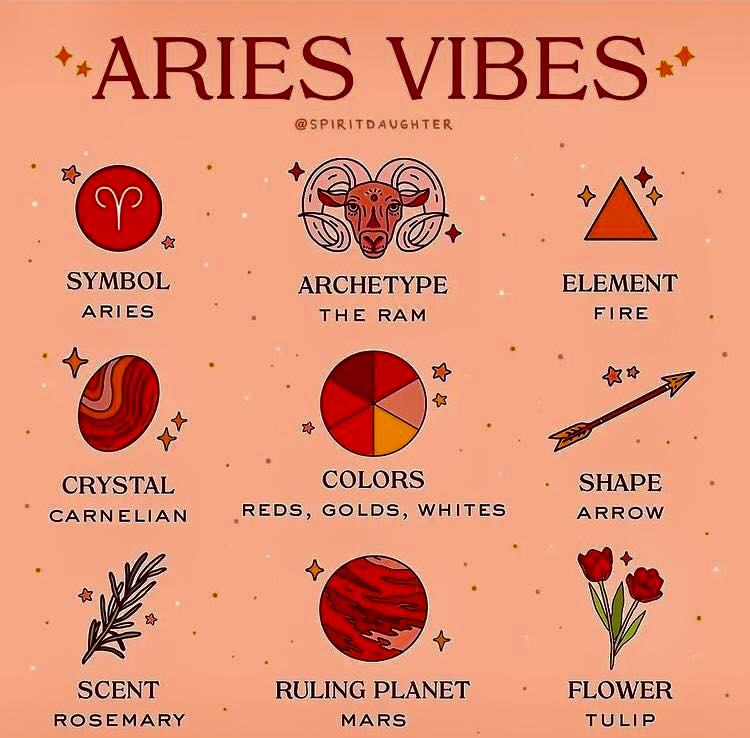 ARIES VIBES
@SPIRITDAUGHTER
SYMBOL
ARIES
ARCHETYPE
THE RAM
ELEMENT
FIRE
CRYSTAL
CARNELIAN
COLORS
REDS, GOLDS, WHITES
SHAPE
ARROW
SCENT
ROSEMARY
RULING PLANET
MARS
FLOWER
TULIP